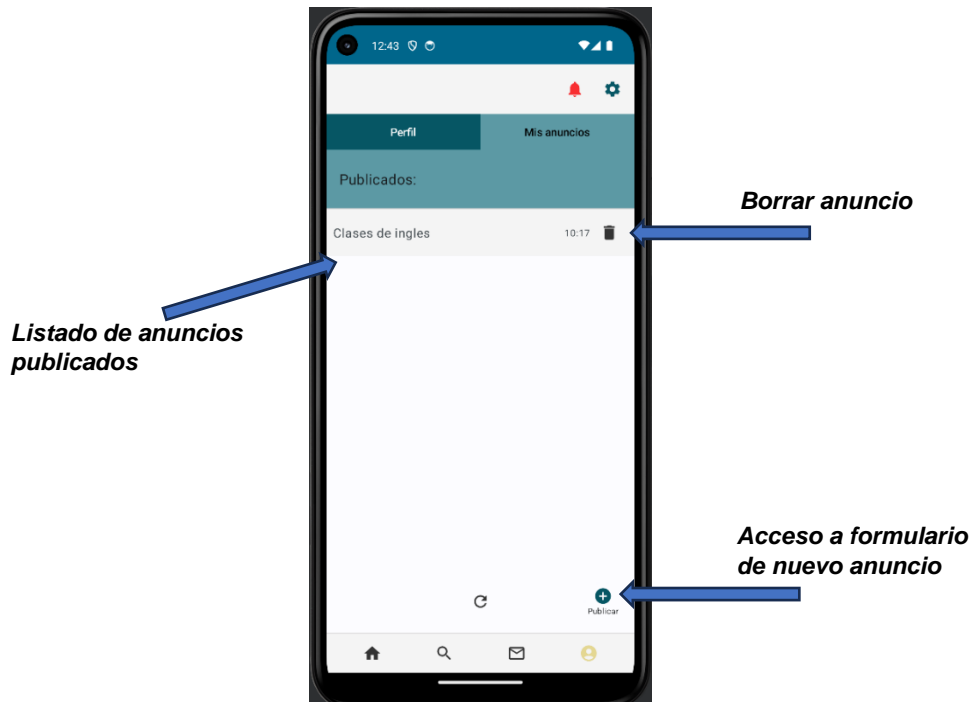 12:43
Perfil
Mis anuncios
Publicados:
Borrar anuncio
Clases de ingles
10:17
Listado de anuncios
publicados
Acceso a formulario
de nuevo anuncio
Publicar